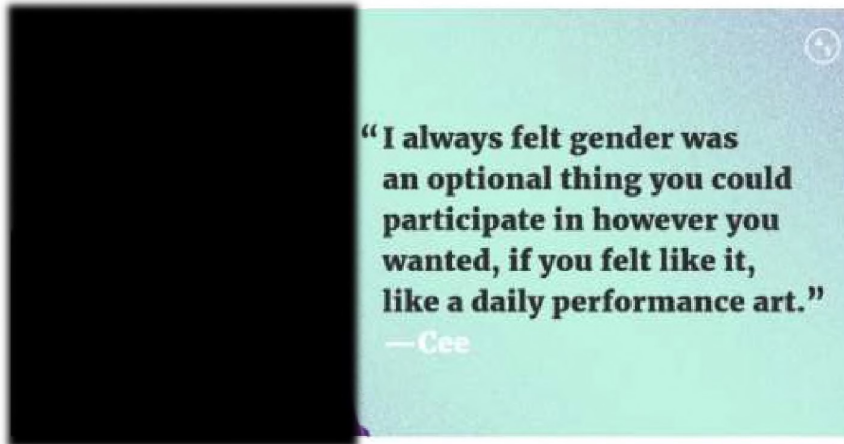 “I always felt gender was
an optional thing you could
participate in however you
wanted, if you felt like it,
like a daily performance art.”
—Cee